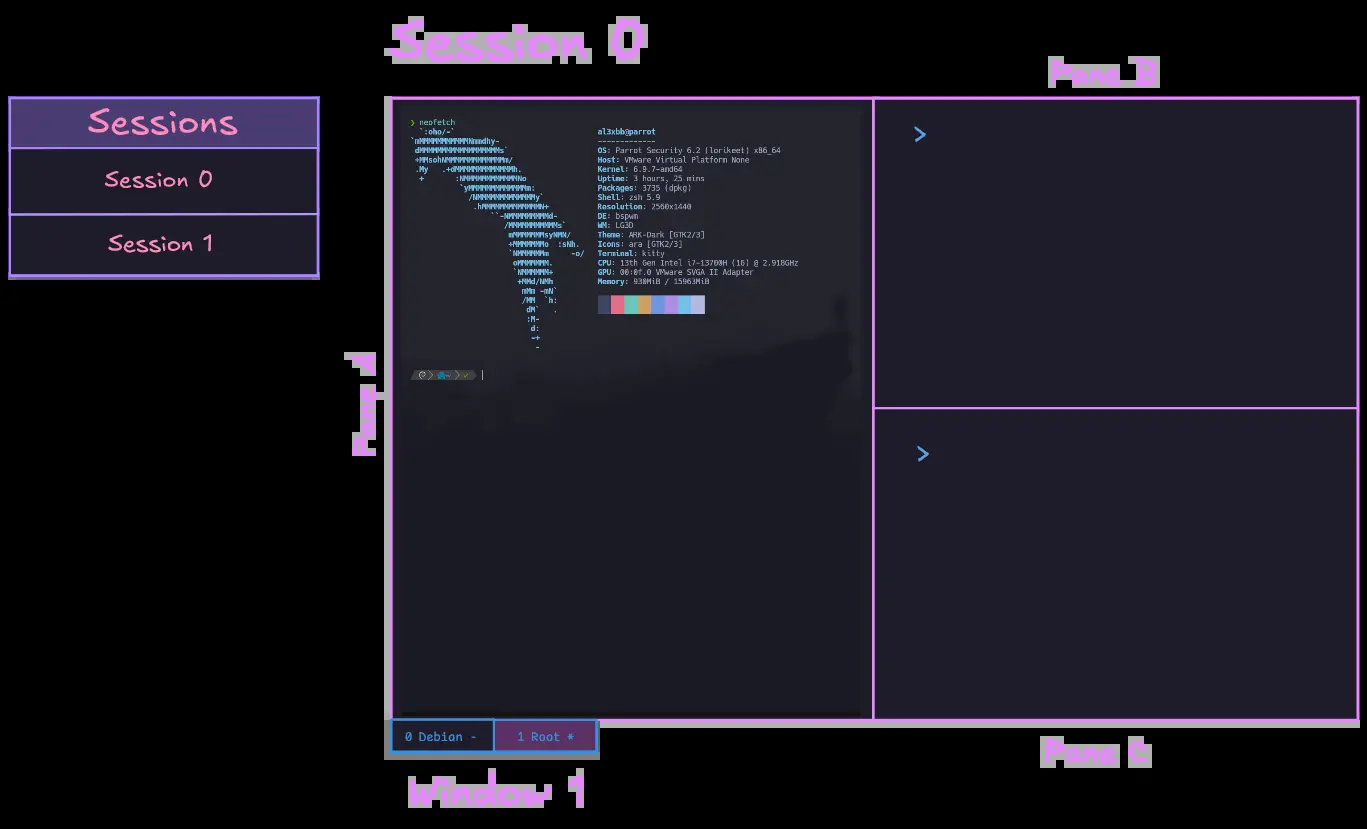 Session 0
Pane B
Sessions
Session 0
Session 1
Pane A
❯ neofetch
al3xbb@parrot
-------------
OS: Parrot Security 6.2 (lorikeet) x86_64
Host: VMware Virtual Platform None
Kernel: 6.9.7-amd64
Uptime: 3 hours, 25 mins
Packages: 3735 (dpkg)
Shell: zsh 5.9
Resolution: 2560x1440
DE: bspwm
WM: LG3D
Theme: ARK-Dark [GTK2/3]
Icons: ara [GTK2/3]
Terminal: kitty
CPU: 13th Gen Intel i7-13700H (16) @ 2.918GHz
GPU: 00:0f.0 VMware SVGA II Adapter
Memory: 930MiB / 15963MiB
>
>
0 Debian -
1 Root *
Window 1
Pane C